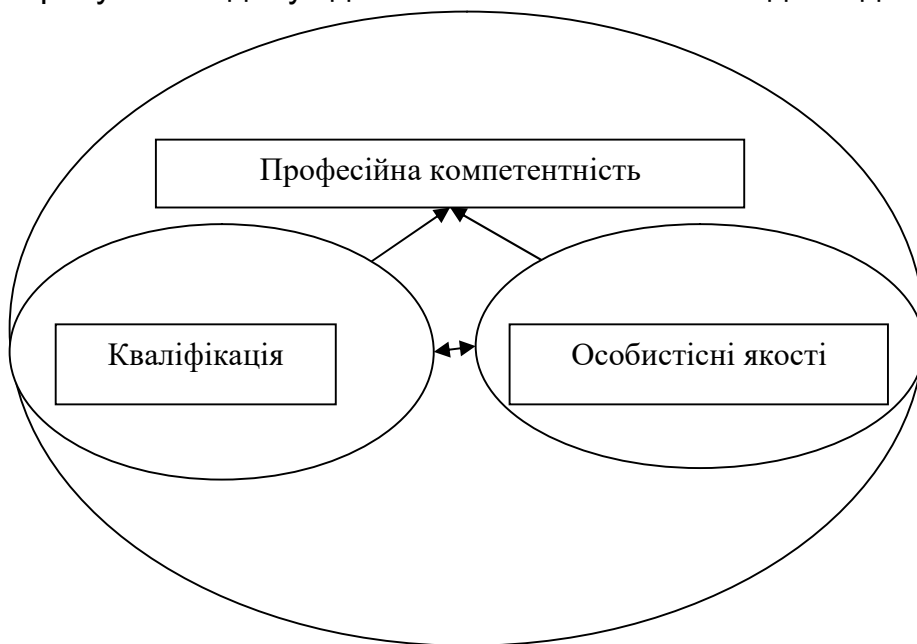 Професійна компетентність
Кваліфікація
Особистісні якості